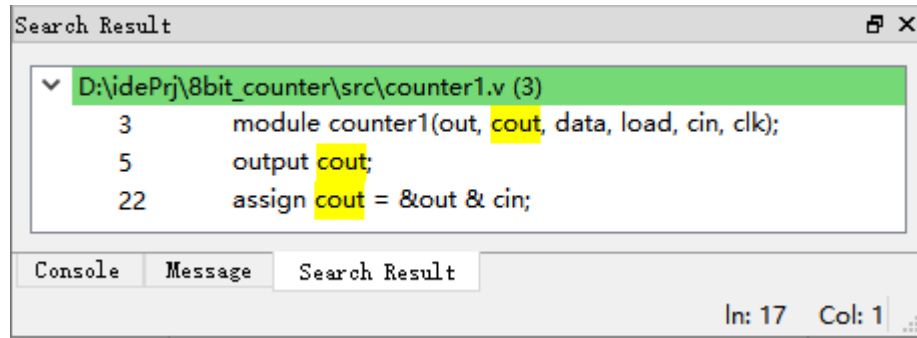 Search Result
D:\idePrj\8bit_counter\src\counter1.v (3)
3 module counter1(out, cout, data, load, cin, clk);
5 output cout;
22 assign cout = &out & cin;
Console Message Search Result
ln: 17 Col: 1